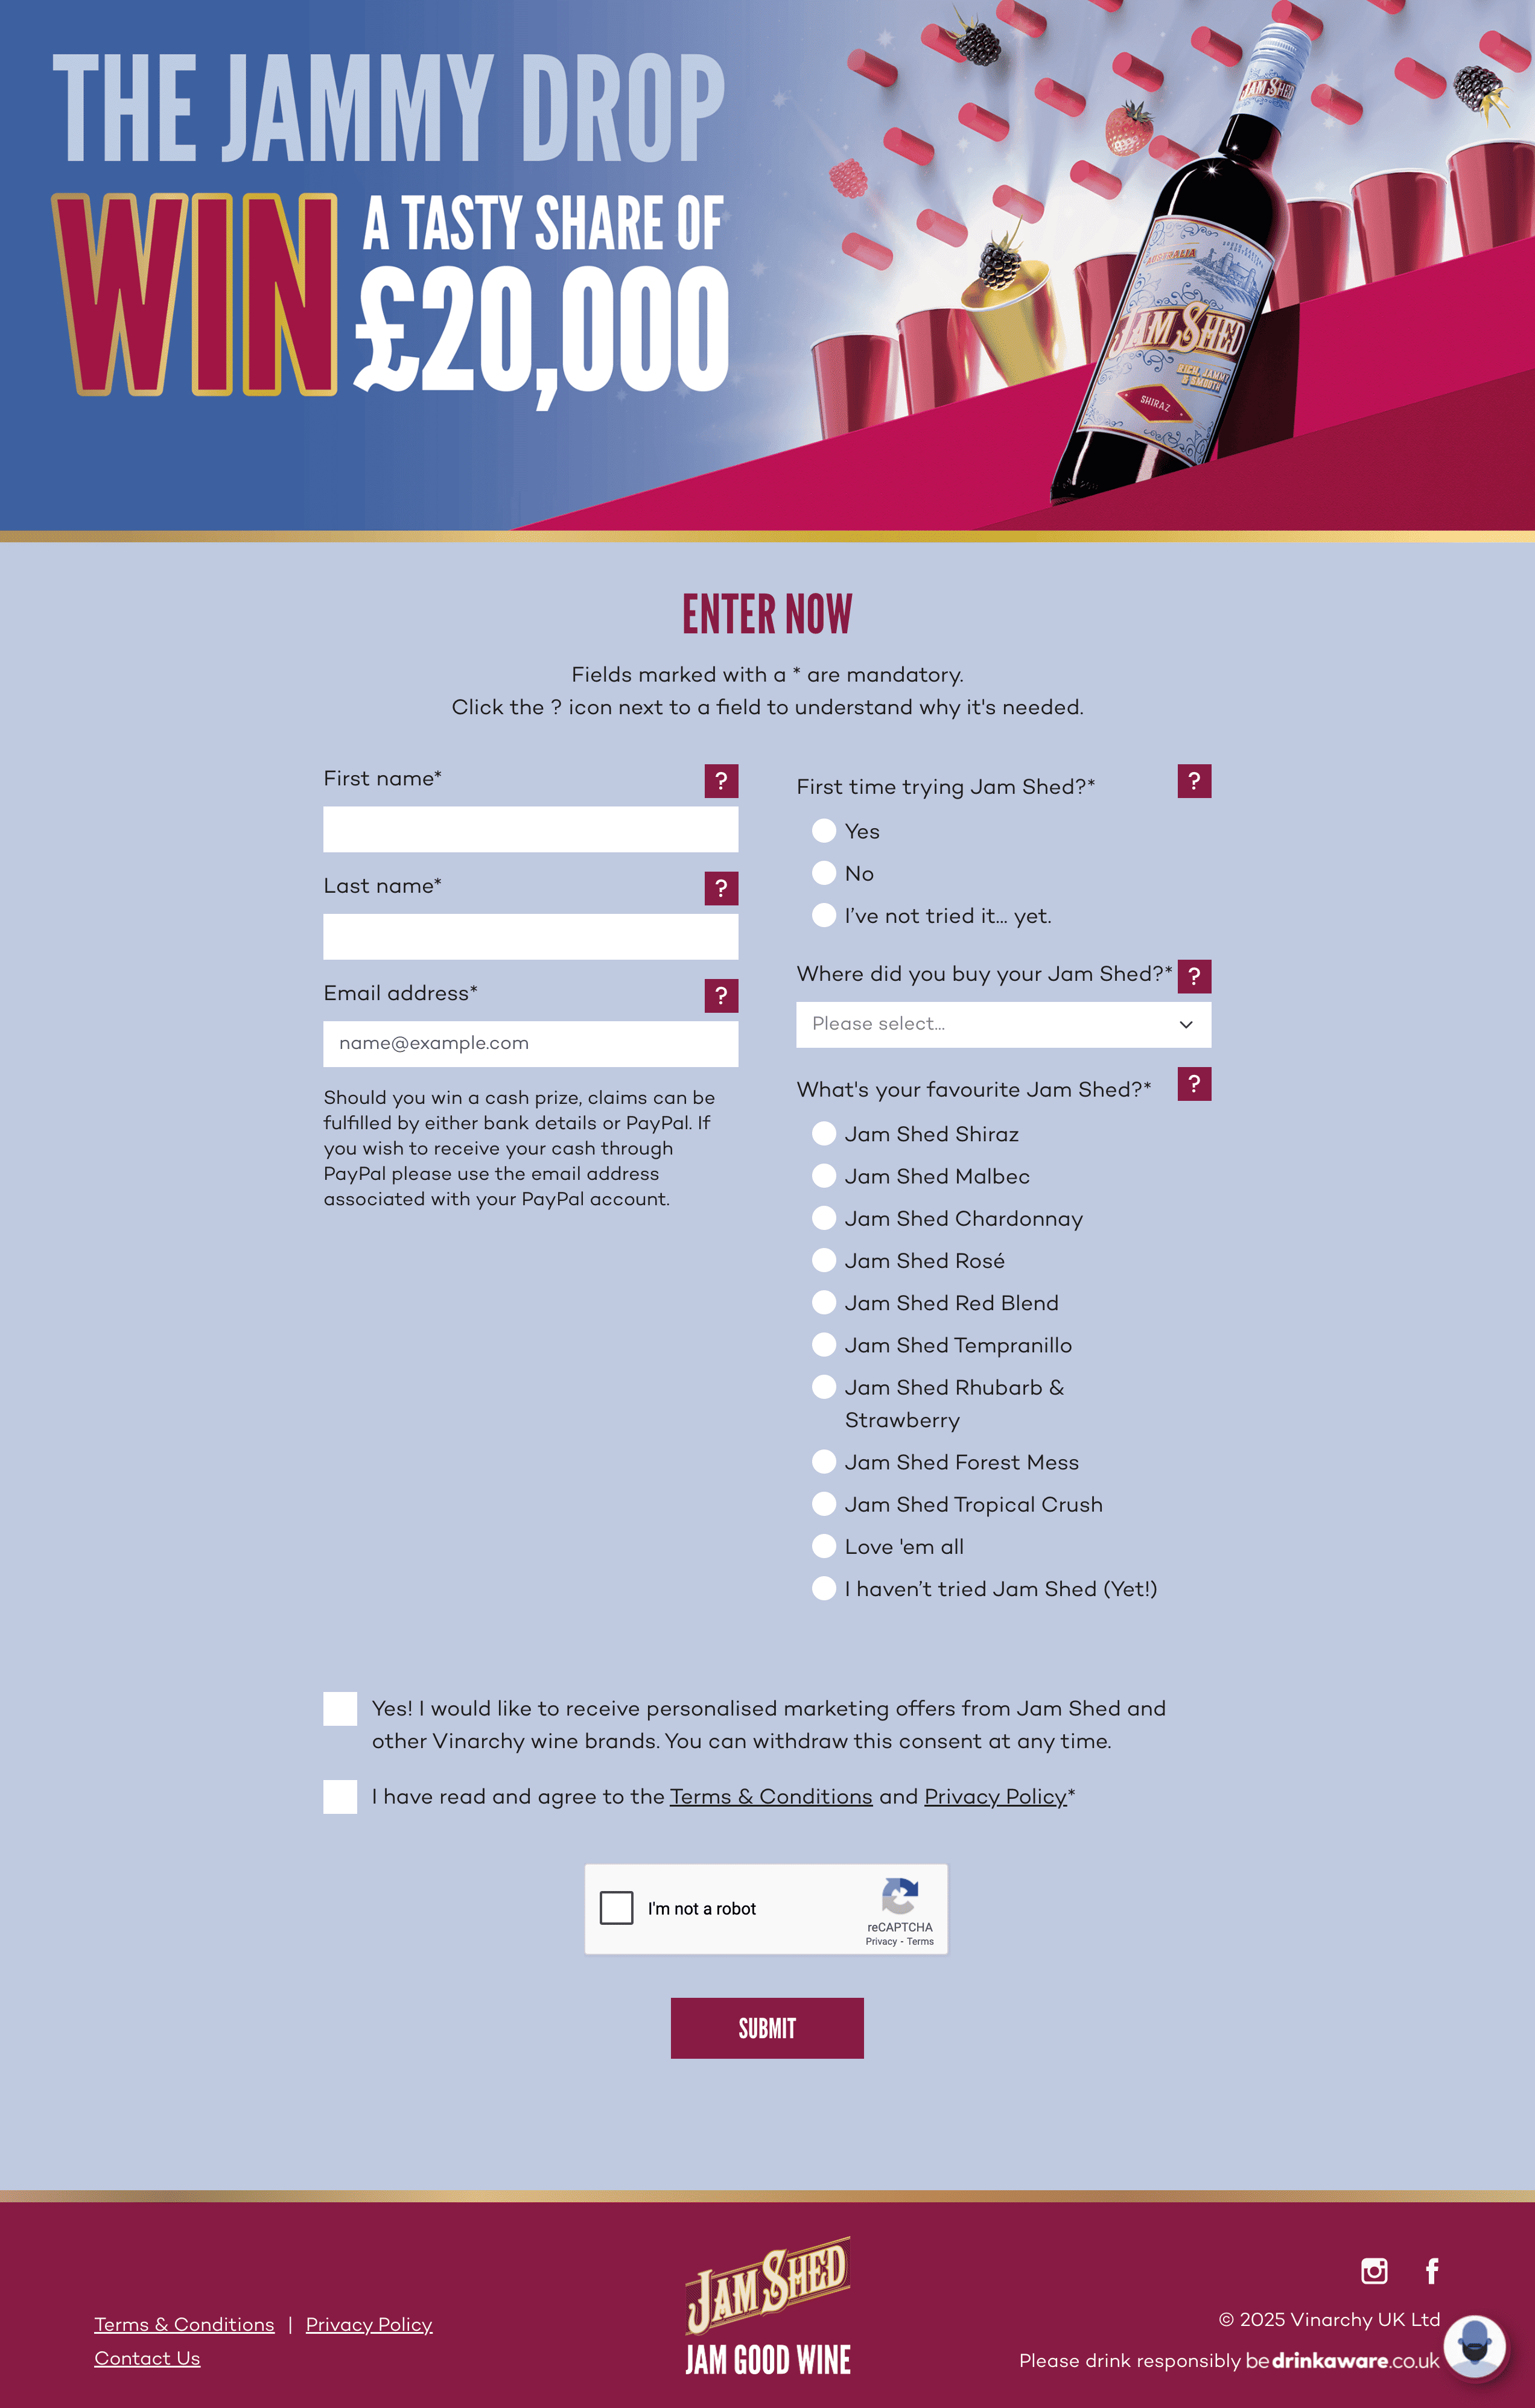 THE JAMMY DROP
WIN
A TASTY SHARE OF
£20,000
JAM SHED
AUSTRALIA
JAM SHED
RICH, JAMMY
& SMOOTH
SHIRAZ
ENTER NOW
Fields marked with a * are mandatory.
Click the ? icon next to a field to understand why it's needed.
First name* ?
Last name* ?
Email address* ?
name@example.com
Should you win a cash prize, claims can be
fulfilled by either bank details or PayPal. If
you wish to receive your cash through
PayPal please use the email address
associated with your PayPal account.
First time trying Jam Shed?* ?
Yes
No
I’ve not tried it... yet.
Where did you buy your Jam Shed?* ?
Please select...
What's your favourite Jam Shed?* ?
Jam Shed Shiraz
Jam Shed Malbec
Jam Shed Chardonnay
Jam Shed Rosé
Jam Shed Red Blend
Jam Shed Tempranillo
Jam Shed Rhubarb &
Strawberry
Jam Shed Forest Mess
Jam Shed Tropical Crush
Love 'em all
I haven’t tried Jam Shed (Yet!)
Yes! I would like to receive personalised marketing offers from Jam Shed and
other Vinarchy wine brands. You can withdraw this consent at any time.
I have read and agree to the Terms & Conditions and Privacy Policy*
I'm not a robot
reCAPTCHA
Privacy - Terms
SUBMIT
Terms & Conditions | Privacy Policy
Contact Us
JAM SHED
JAM GOOD WINE
© 2025 Vinarchy UK Ltd
Please drink responsibly bedrinkaware.co.uk